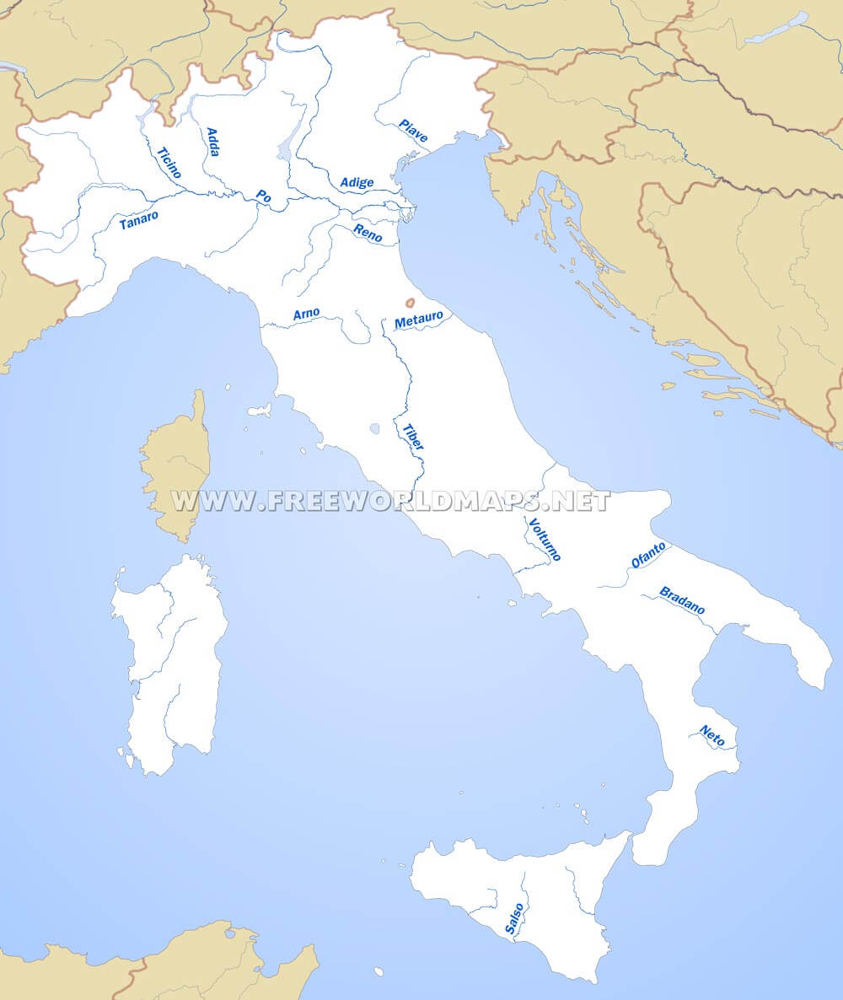 Piave
Adda
Ticino
Adige
Po
Tanaro
Reno
Arno
Metauro
Tiber
WWW.FREEWORLDMAPS.NET
Volturno
Ofanto
Bradano
Neto
Salso